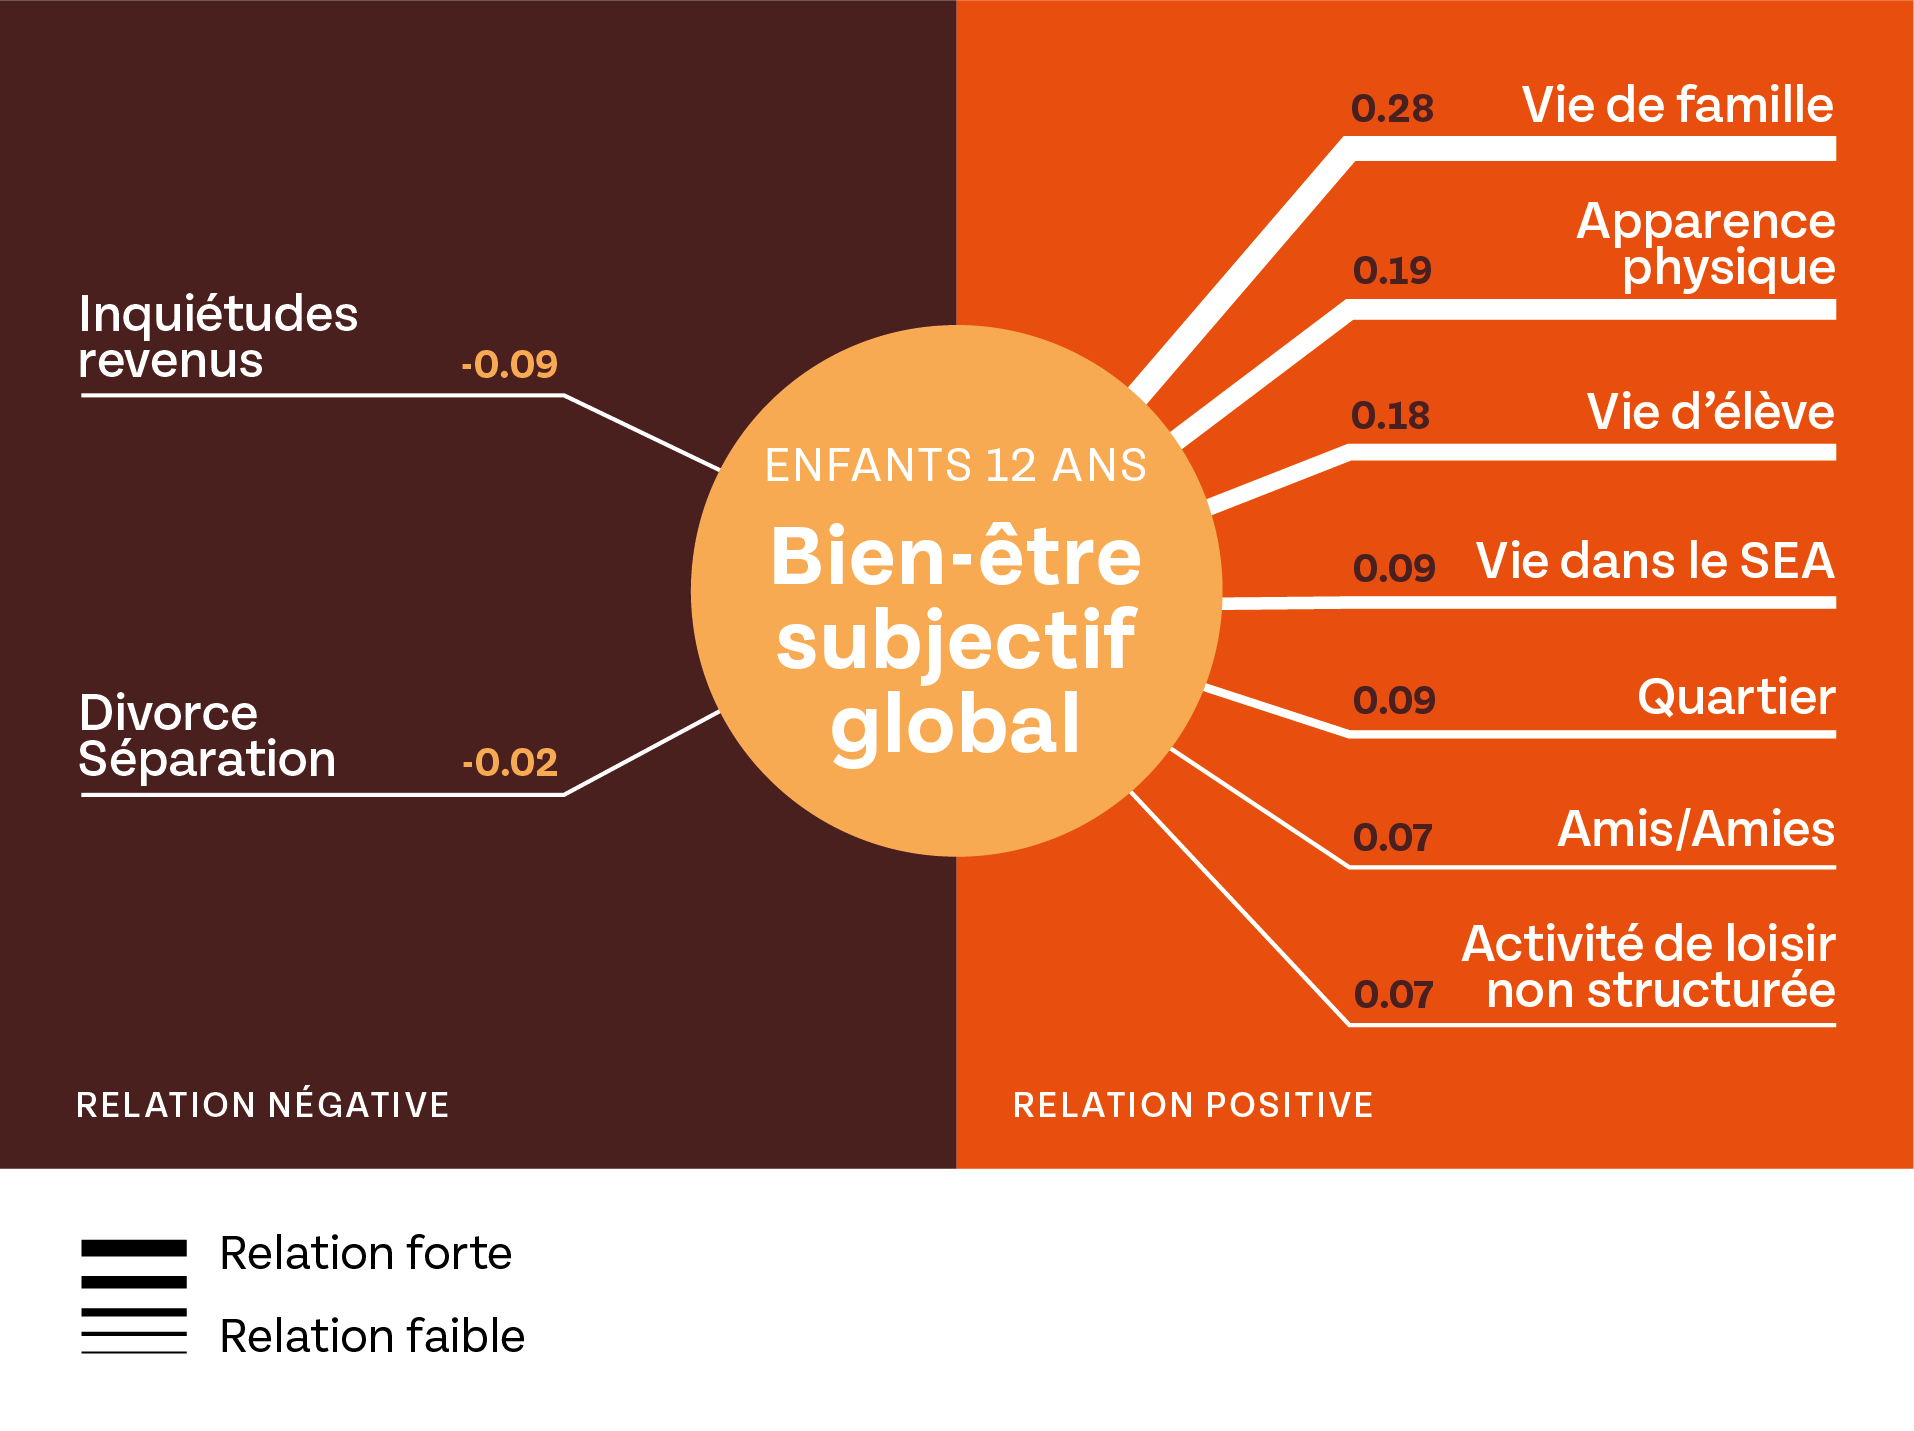 Inquiétudes
revenus
-0.09
Divorce
Séparation
-0.02
RELATION NÉGATIVE
ENFANTS 12 ANS
Bien-être
subjectif
global
0.28 Vie de famille
Apparence
0.19 physique
0.18 Vie d’élève
0.09 Vie dans le SEA
0.09 Quartier
0.07 Amis/Amies
Activité de loisir
0.07 non structurée
RELATION POSITIVE
Relation forte
Relation faible